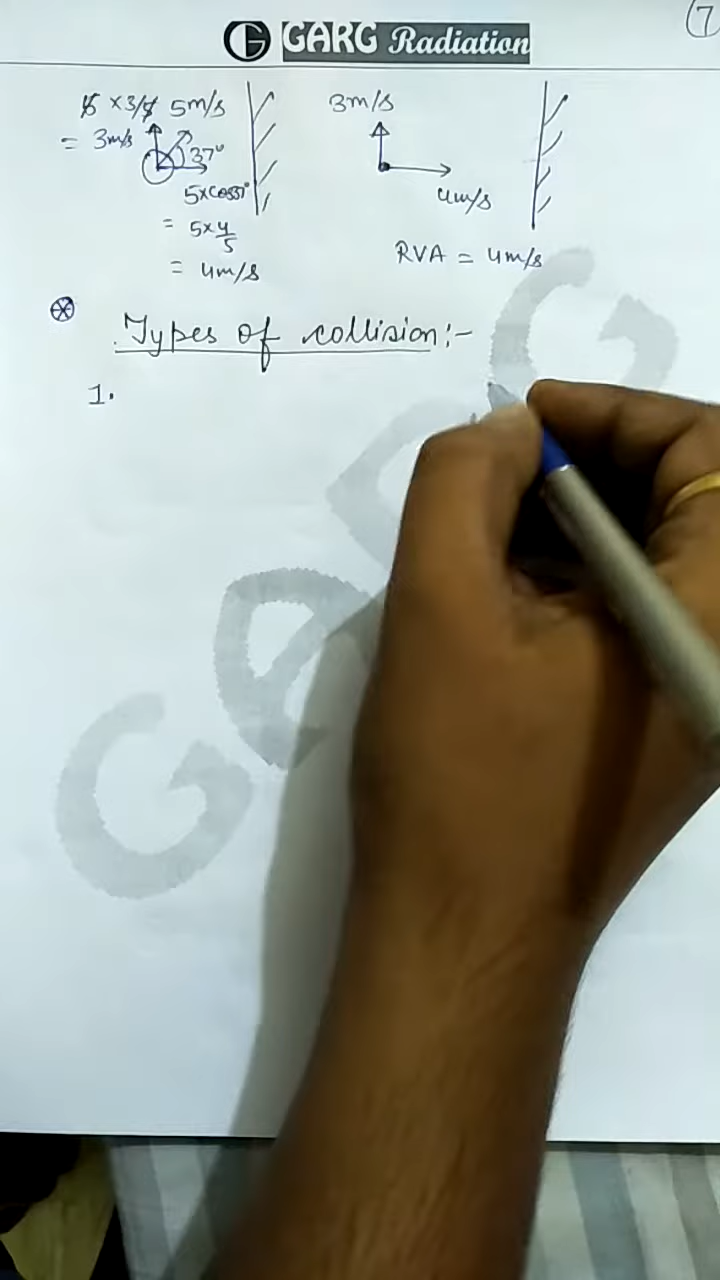 7
G GARG Radiation
5 × 3/5 5m/s
= 3m/s 37°
5×cos37°
= 5×4/5
= 4m/s
3m/s
4m/s
RVA = 4m/s
Types of collision:-
1.
Garg